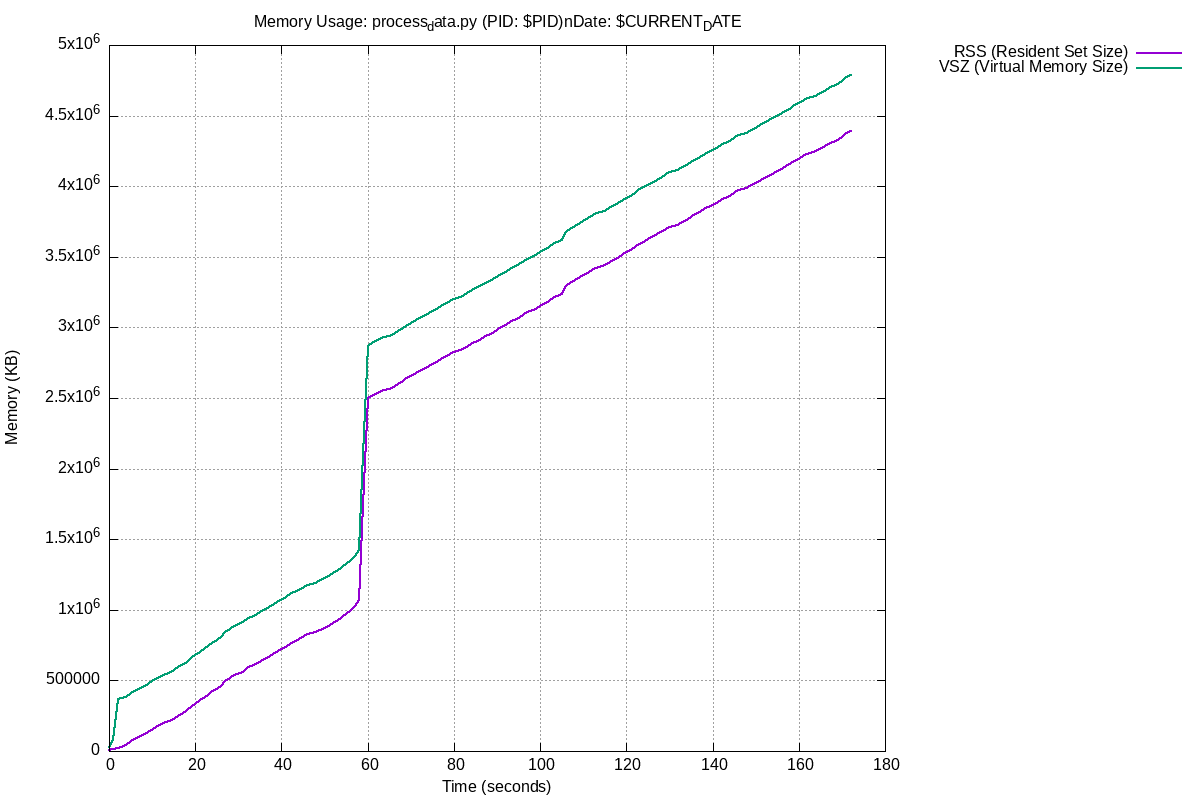 Memory Usage: process_data.py (PID: $PID)nDate: $CURRENT_DATE
RSS (Resident Set Size)
VSZ (Virtual Memory Size)
5x10^6
4.5x10^6
4x10^6
3.5x10^6
3x10^6
2.5x10^6
2x10^6
1.5x10^6
1x10^6
500000
0
Memory (KB)
0 20 40 60 80 100 120 140 160 180
Time (seconds)